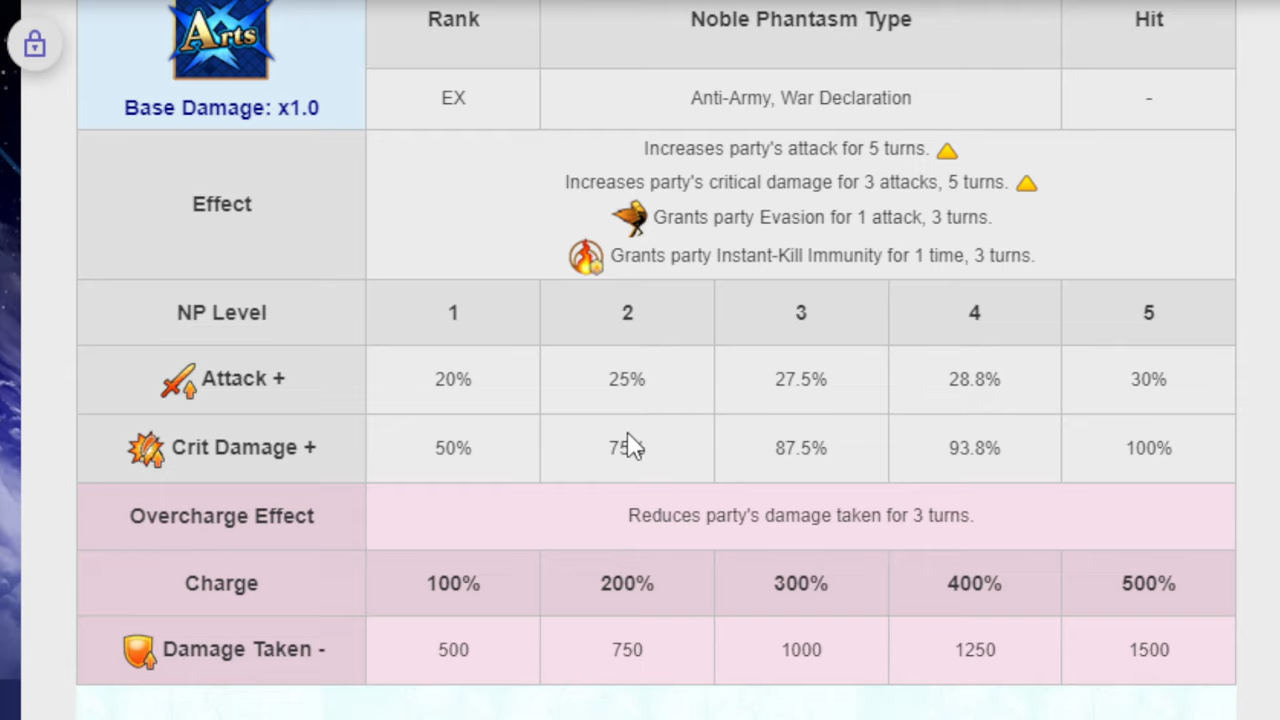 Arts
Base Damage: x1.0
Rank
Noble Phantasm Type
Hit
EX
Anti-Army, War Declaration
-
Effect
Increases party's attack for 5 turns.
Increases party's critical damage for 3 attacks, 5 turns.
Grants party Evasion for 1 attack, 3 turns.
Grants party Instant-Kill Immunity for 1 time, 3 turns.
NP Level 1 2 3 4 5
Attack + 20% 25% 27.5% 28.8% 30%
Crit Damage + 50% 75% 87.5% 93.8% 100%
Overcharge Effect Reduces party's damage taken for 3 turns.
Charge 100% 200% 300% 400% 500%
Damage Taken - 500 750 1000 1250 1500